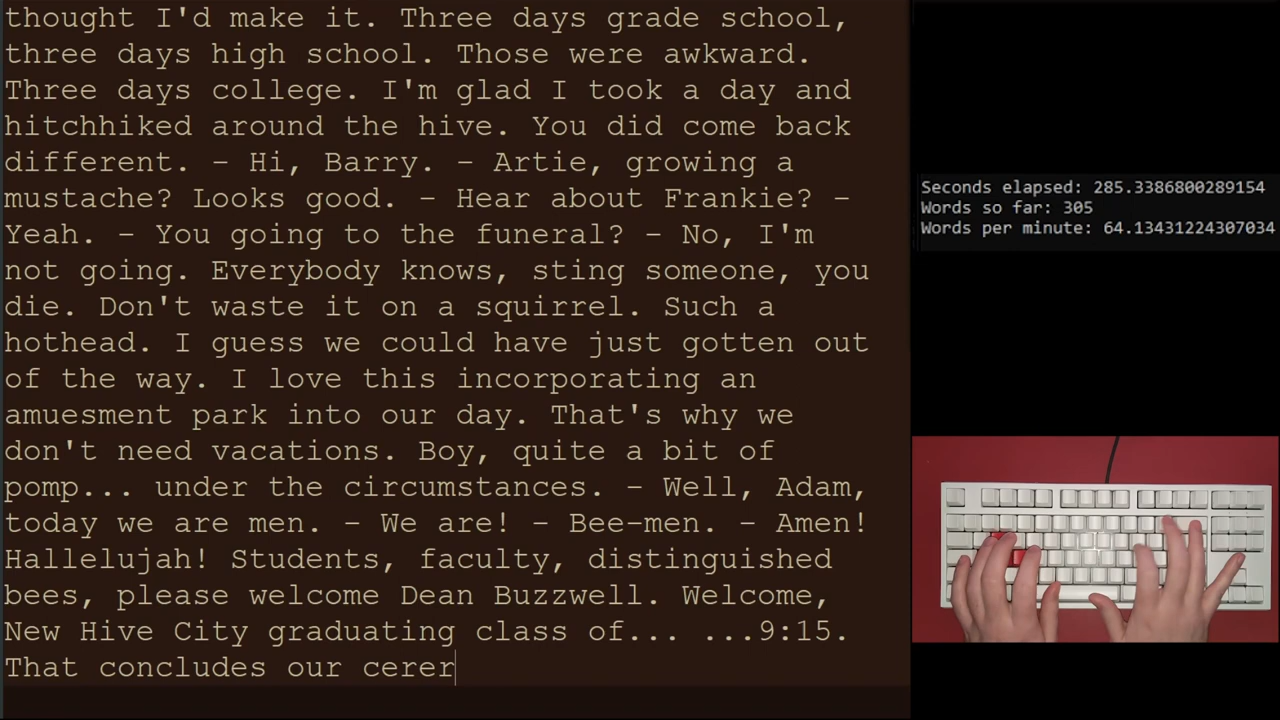 thought I'd make it. Three days grade school,
three days high school. Those were awkward.
Three days college. I'm glad I took a day and
hitchhiked around the hive. You did come back
different. - Hi, Barry. - Artie, growing a
mustache? Looks good. - Hear about Frankie? -
Yeah. - You going to the funeral? - No, I'm
not going. Everybody knows, sting someone, you
die. Don't waste it on a squirrel. Such a
hothead. I guess we could have just gotten out
of the way. I love this incorporating an
amuesment park into our day. That's why we
don't need vacations. Boy, quite a bit of
pomp... under the circumstances. - Well, Adam,
today we are men. - We are! - Bee-men. - Amen!
Hallelujah! Students, faculty, distinguished
bees, please welcome Dean Buzzwell. Welcome,
New Hive City graduating class of... ...9:15.
That concludes our cerer
Seconds elapsed: 285.3386800289154
Words so far: 305
Words per minute: 64.13431224307034